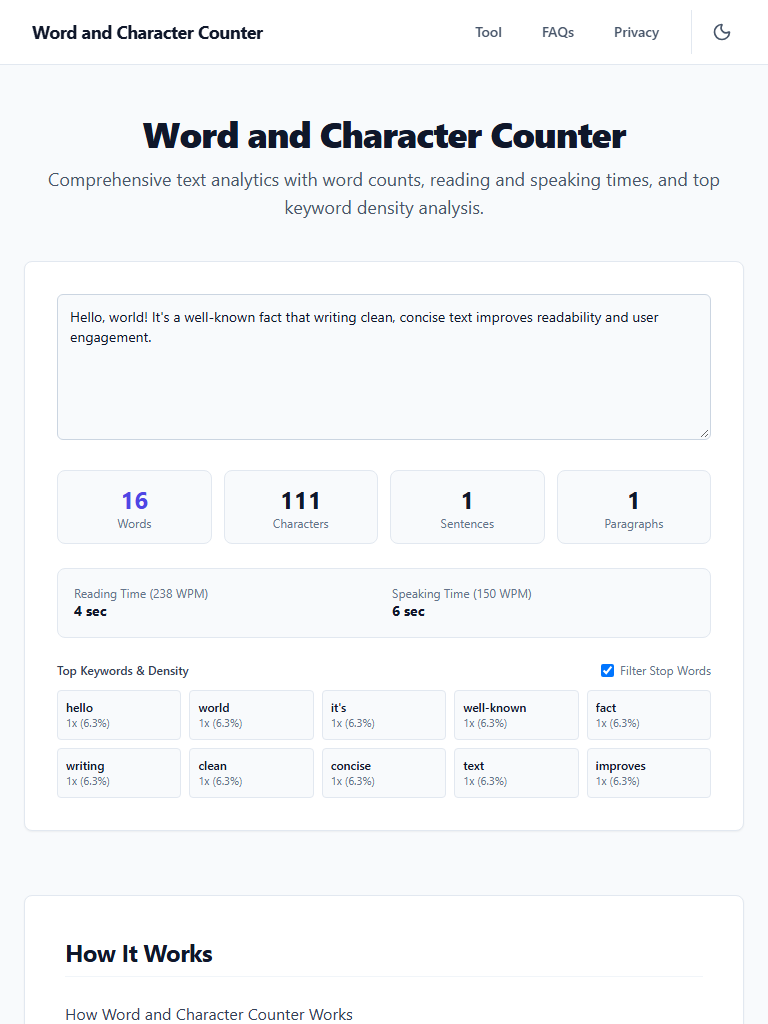 Word and Character Counter
Tool
FAQs
Privacy
Word and Character Counter
Comprehensive text analytics with word counts, reading and speaking times, and top
keyword density analysis.
Hello, world! It's a well-known fact that writing clean, concise text improves readability and user
engagement.
16
Words
111
Characters
1
Sentences
1
Paragraphs
Reading Time (238 WPM)
4 sec
Speaking Time (150 WPM)
6 sec
Top Keywords & Density
Filter Stop Words
hello
1x (6.3%)
world
1x (6.3%)
it's
1x (6.3%)
well-known
1x (6.3%)
fact
1x (6.3%)
writing
1x (6.3%)
clean
1x (6.3%)
concise
1x (6.3%)
text
1x (6.3%)
improves
1x (6.3%)
How It Works
How Word and Character Counter Works